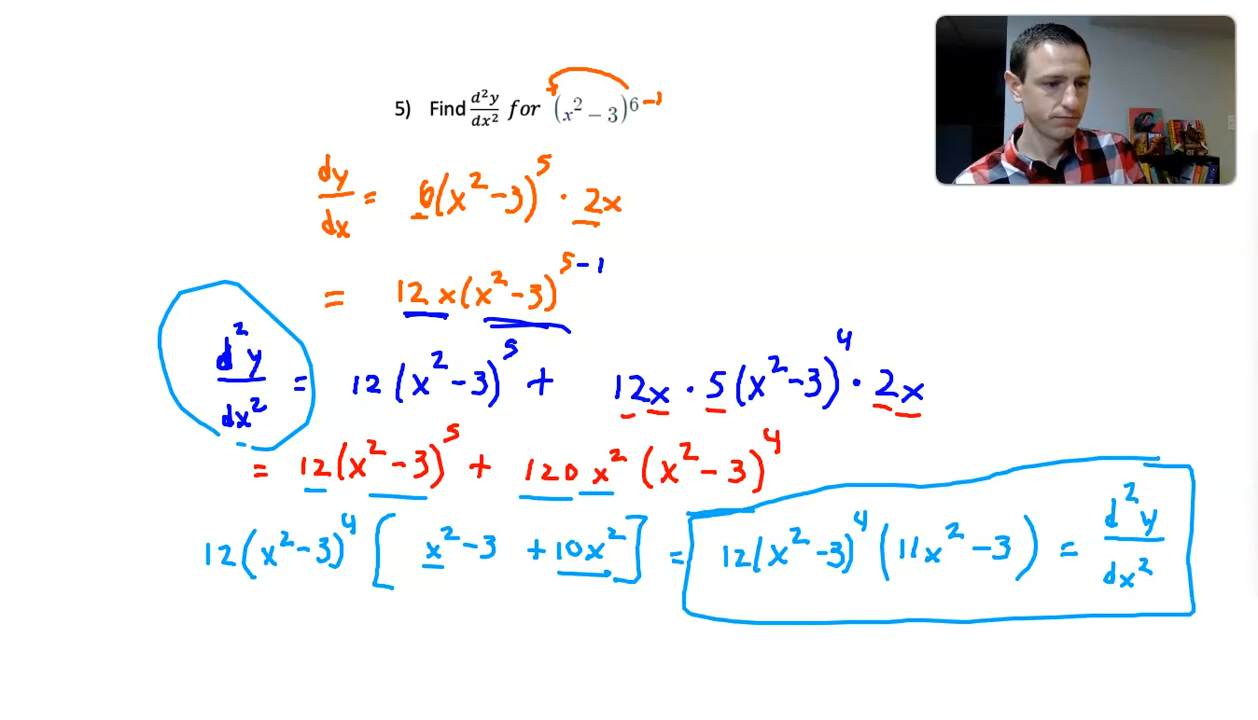 5) Find d²y/dx² for (x² − 3)⁶ −1
dy/dx = 6(x² − 3)⁵ · 2x
= 12x(x² − 3)⁵⁻¹
d²y/dx² = 12(x² − 3)⁵ + 12x · 5(x² − 3)⁴ · 2x
= 12(x² − 3)⁵ + 120x²(x² − 3)⁴
12(x² − 3)⁴[x² − 3 + 10x²] = 12(x² − 3)⁴(11x² − 3) = d²y/dx²